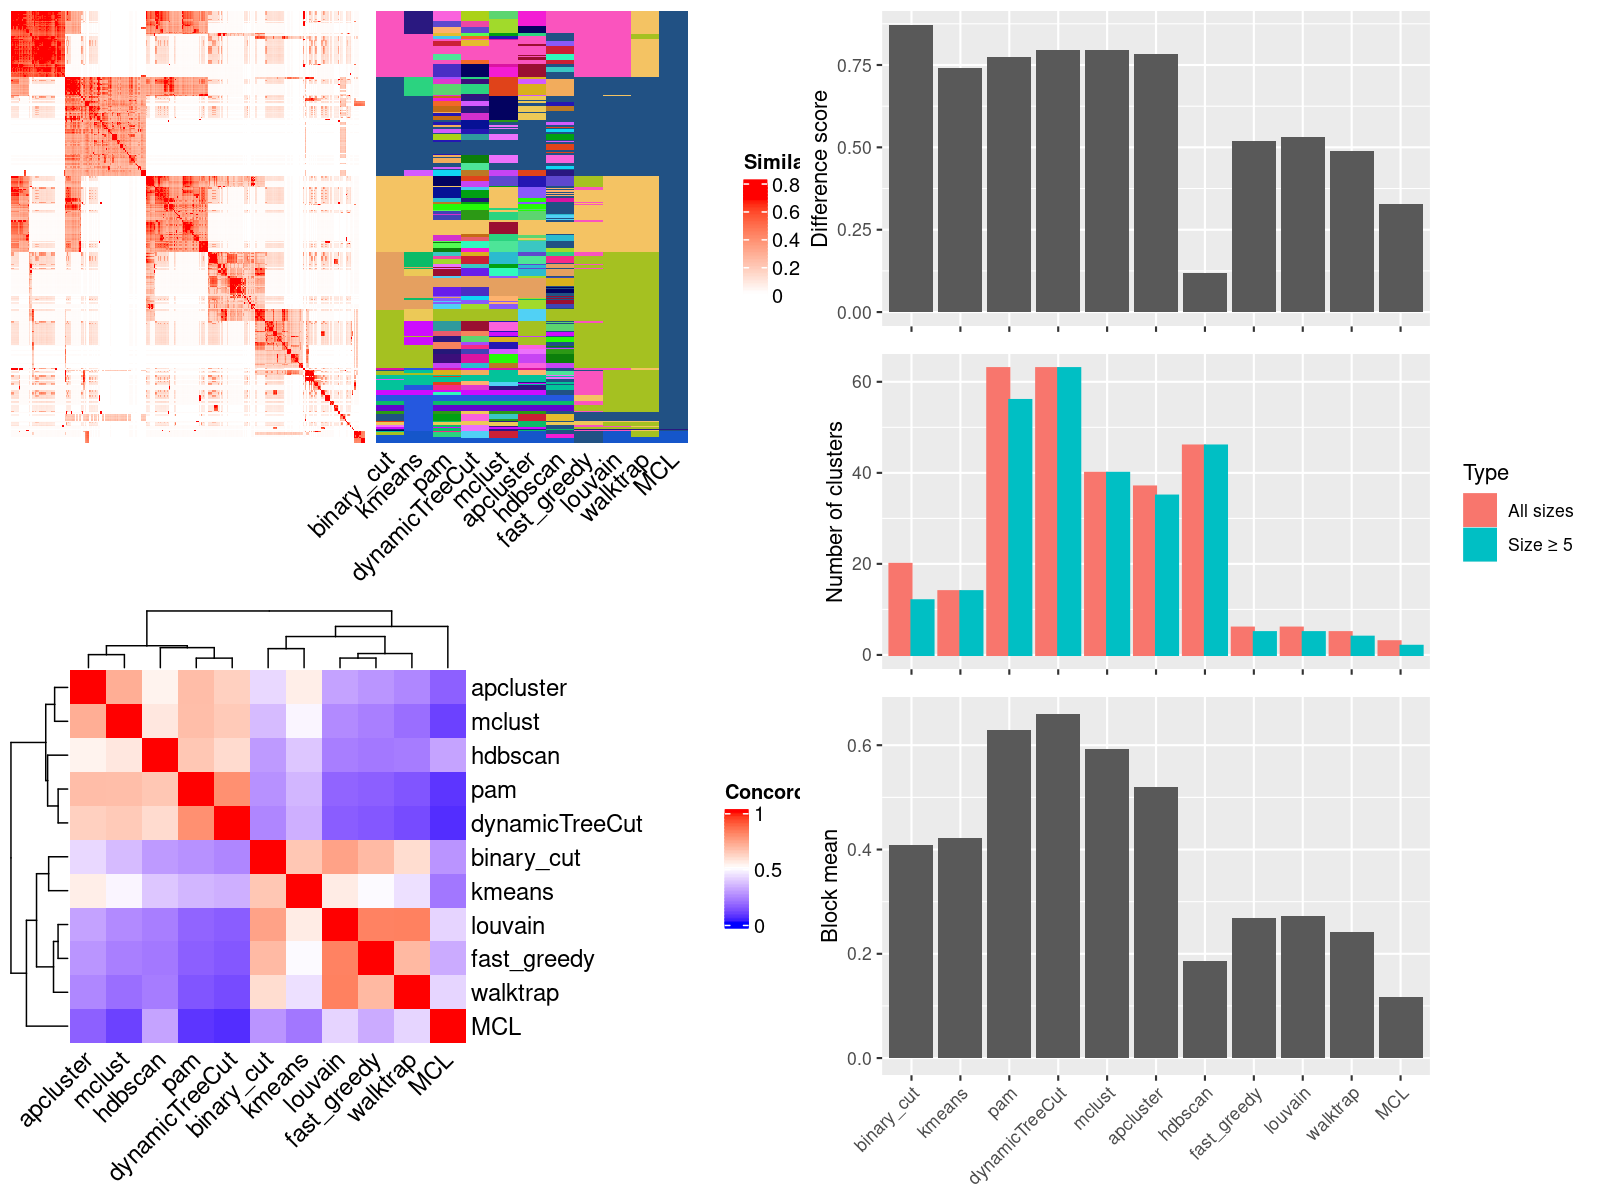 Simila
0.8
0.6
0.4
0.2
0
binary_cut
kmeans
pam
dynamicTreeCut
mclust
apcluster
hdbscan
fast_greedy
louvain
walktrap
MCL
apcluster
mclust
hdbscan
pam
dynamicTreeCut
binary_cut
kmeans
louvain
fast_greedy
walktrap
MCL
apcluster
mclust
hdbscan
pam
dynamicTreeCut
binary_cut
kmeans
louvain
fast_greedy
walktrap
MCL
Concord
1
0.5
0
Difference score
0.75
0.50
0.25
0.00
Number of clusters
60
40
20
0
Type
All sizes
Size ≥ 5
Block mean
0.6
0.4
0.2
0.0
binary_cut
kmeans
pam
dynamicTreeCut
mclust
apcluster
hdbscan
fast_greedy
louvain
walktrap
MCL